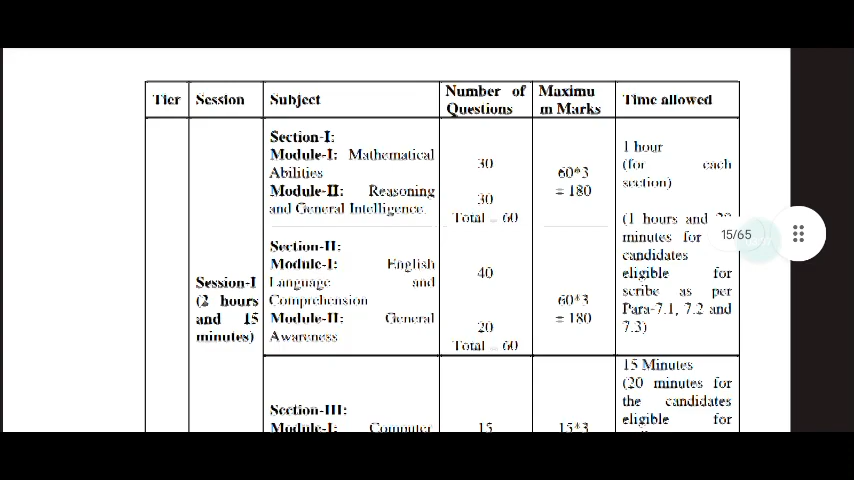 Tier Session Subject Number of Questions Maximu m Marks Time allowed
Session-I
(2 hours
and 15
minutes)
Section-I:
Module-I: Mathematical
Abilities
Module-II: Reasoning
and General Intelligence.
30
30
Total = 60
60*3
= 180
Section-II:
Module-I: English
Language and
Comprehension
Module-II: General
Awareness
40
20
Total = 60
60*3
= 180
1 hour
(for each
section)
(1 hours and
minutes for
candidates
eligible for
scribe as per
Para-7.1, 7.2 and
7.3)
15/65
Section-III:
Module-I: Computer
15
15*3
15 Minutes
(20 minutes for
the candidates
eligible for